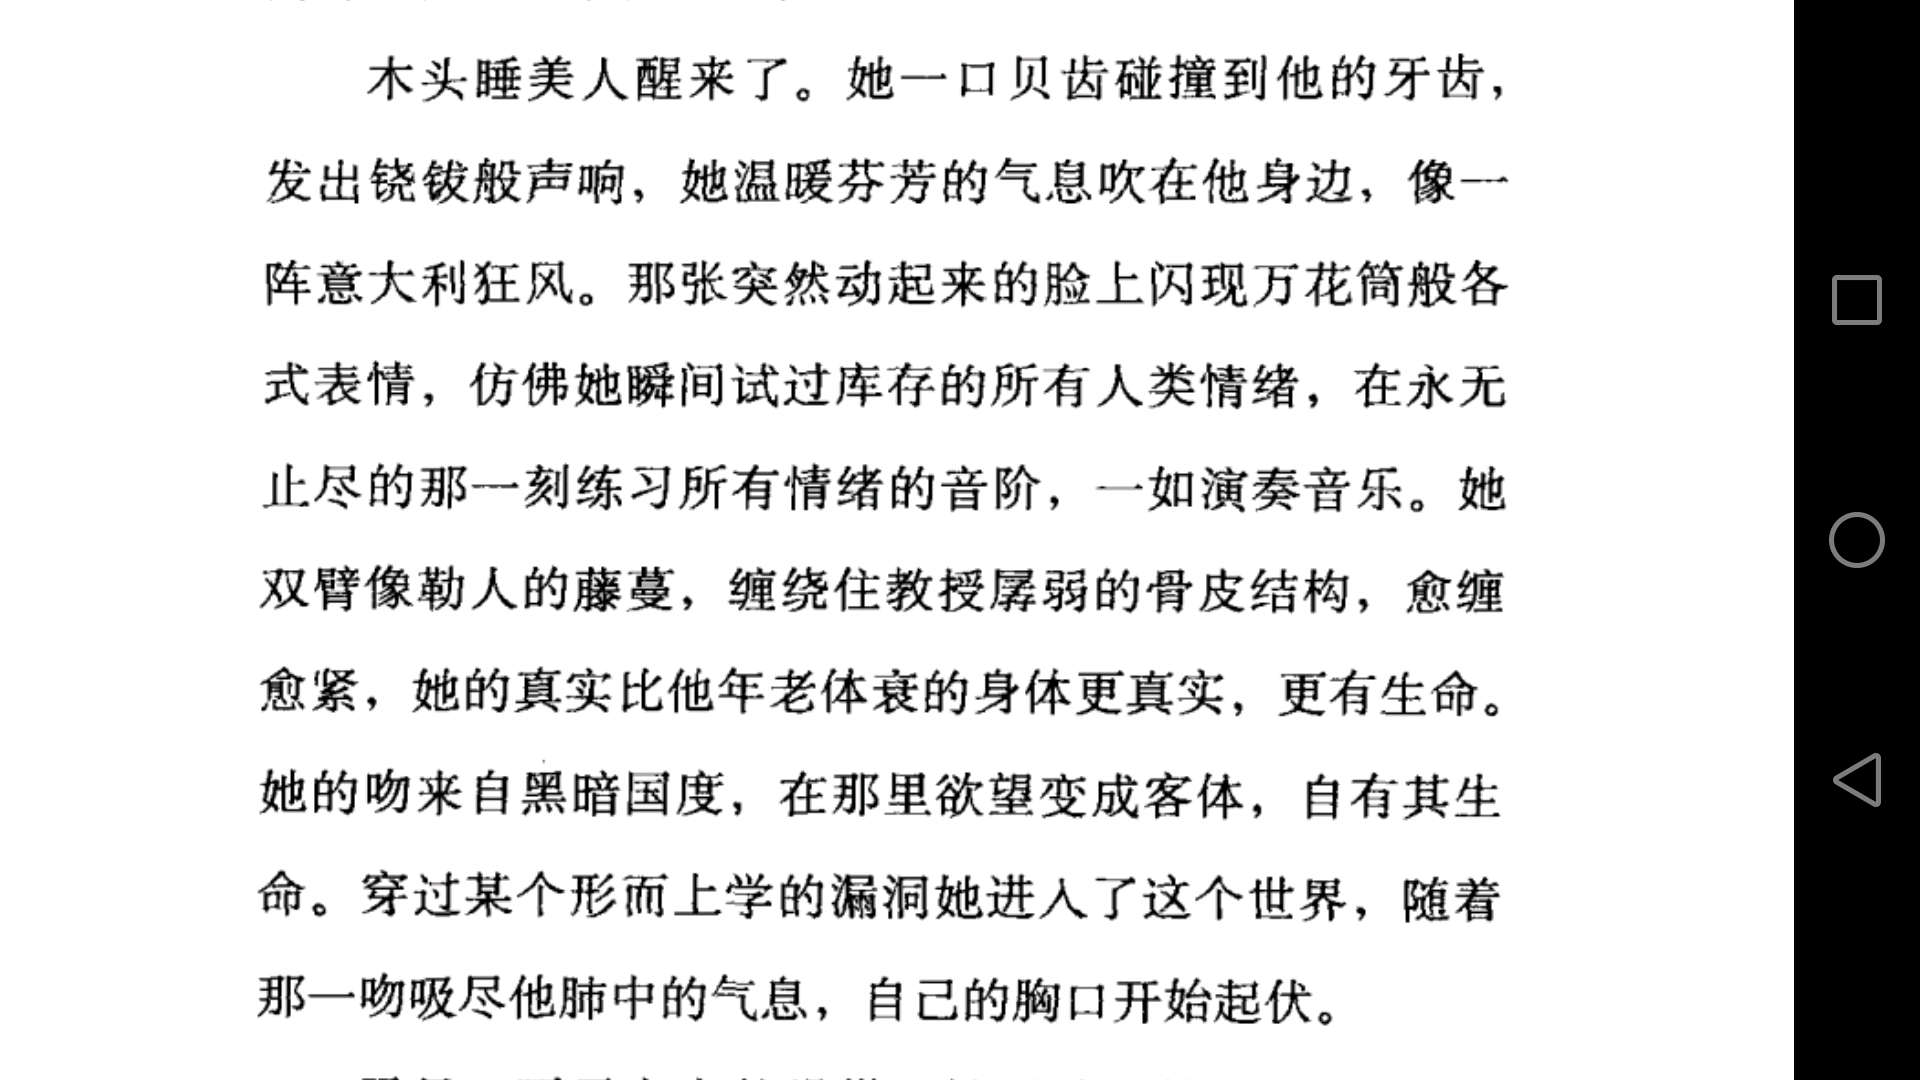 木头睡美人醒来了。她一口贝齿碰撞到他的牙齿，
发出铙钹般声响，她温暖芬芳的气息吹在他身边，像一
阵意大利狂风。那张突然动起来的脸上闪现万花筒般各
式表情，仿佛她瞬间试过库存的所有人类情绪，在永无
止尽的那一刻练习所有情绪的音阶，一如演奏音乐。她
双臂像勒人的藤蔓，缠绕住教授孱弱的骨皮结构，愈缠
愈紧，她的真实比他年老体衰的身体更真实，更有生命。
她的吻来自黑暗国度，在那里欲望变成客体，自有其生
命。穿过某个形而上学的漏洞她进入了这个世界，随着
那一吻吸尽他肺中的气息，自己的胸口开始起伏。